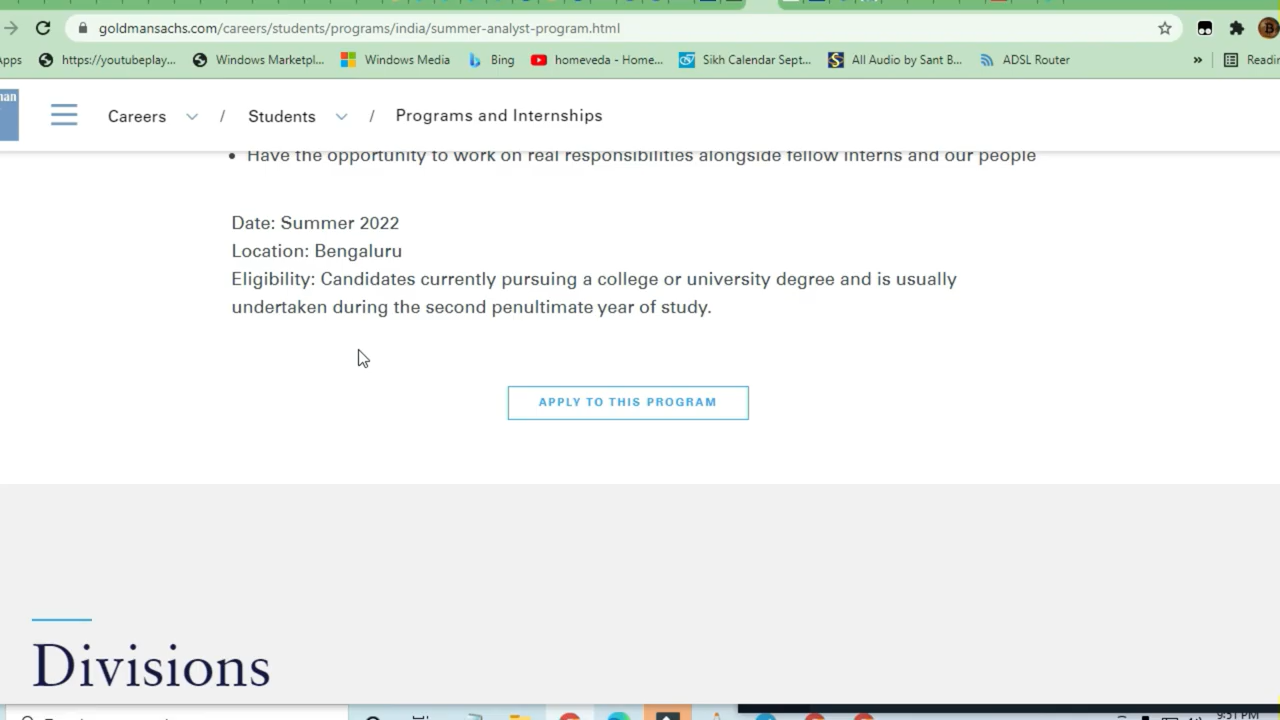 goldmansachs.com/careers/students/programs/india/summer-analyst-program.html
https://youtubeplay... Windows Marketpl... Windows Media Bing homeveda - Home... Sikh Calendar Sept... All Audio by Sant B... ADSL Router »
Careers / Students / Programs and Internships
• Have the opportunity to work on real responsibilities alongside fellow interns and our people
Date: Summer 2022
Location: Bengaluru
Eligibility: Candidates currently pursuing a college or university degree and is usually
undertaken during the second penultimate year of study.
APPLY TO THIS PROGRAM
Divisions
9:51 PM